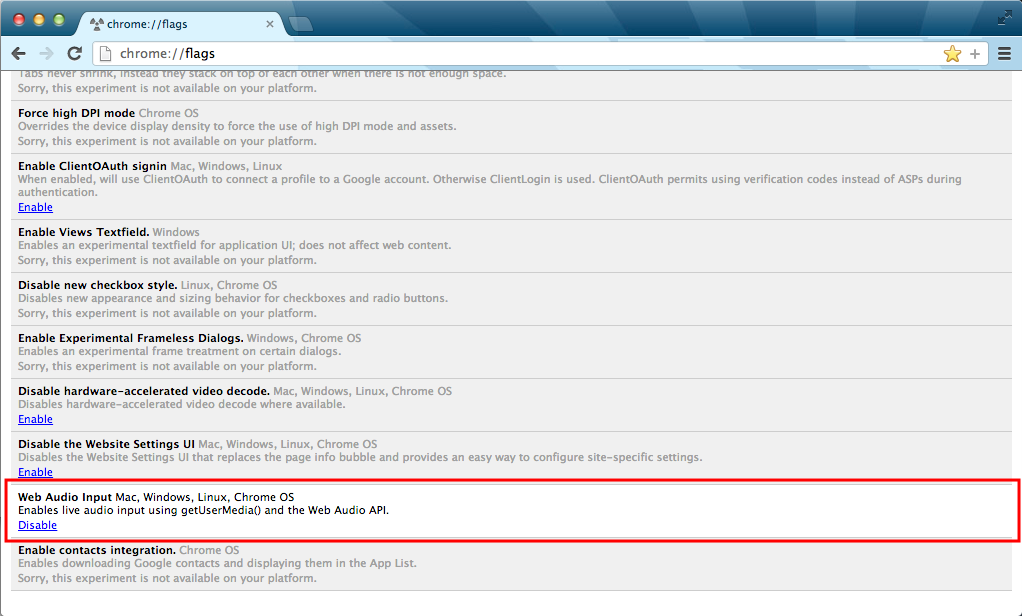 chrome://flags
chrome://flags
Tabs never shrink, instead they stack on top of each other when there is not enough space.
Sorry, this experiment is not available on your platform.
Force high DPI mode Chrome OS
Overrides the device display density to force the use of high DPI mode and assets.
Sorry, this experiment is not available on your platform.
Enable ClientOAuth signin Mac, Windows, Linux
When enabled, will use ClientOAuth to connect a profile to a Google account. Otherwise ClientLogin is used. ClientOAuth permits using verification codes instead of ASPs during
authentication.
Enable
Enable Views Textfield. Windows
Enables an experimental textfield for application UI; does not affect web content.
Sorry, this experiment is not available on your platform.
Disable new checkbox style. Linux, Chrome OS
Disables new appearance and sizing behavior for checkboxes and radio buttons.
Sorry, this experiment is not available on your platform.
Enable Experimental Frameless Dialogs. Windows, Chrome OS
Enables an experimental frame treatment on certain dialogs.
Sorry, this experiment is not available on your platform.
Disable hardware-accelerated video decode. Mac, Windows, Linux, Chrome OS
Disables hardware-accelerated video decode where available.
Enable
Disable the Website Settings UI Mac, Windows, Linux, Chrome OS
Disables the Website Settings UI that replaces the page info bubble and provides an easy way to configure site-specific settings.
Enable
Web Audio Input Mac, Windows, Linux, Chrome OS
Enables live audio input using getUserMedia() and the Web Audio API.
Disable
Enable contacts integration. Chrome OS
Enables downloading Google contacts and displaying them in the App List.
Sorry, this experiment is not available on your platform.